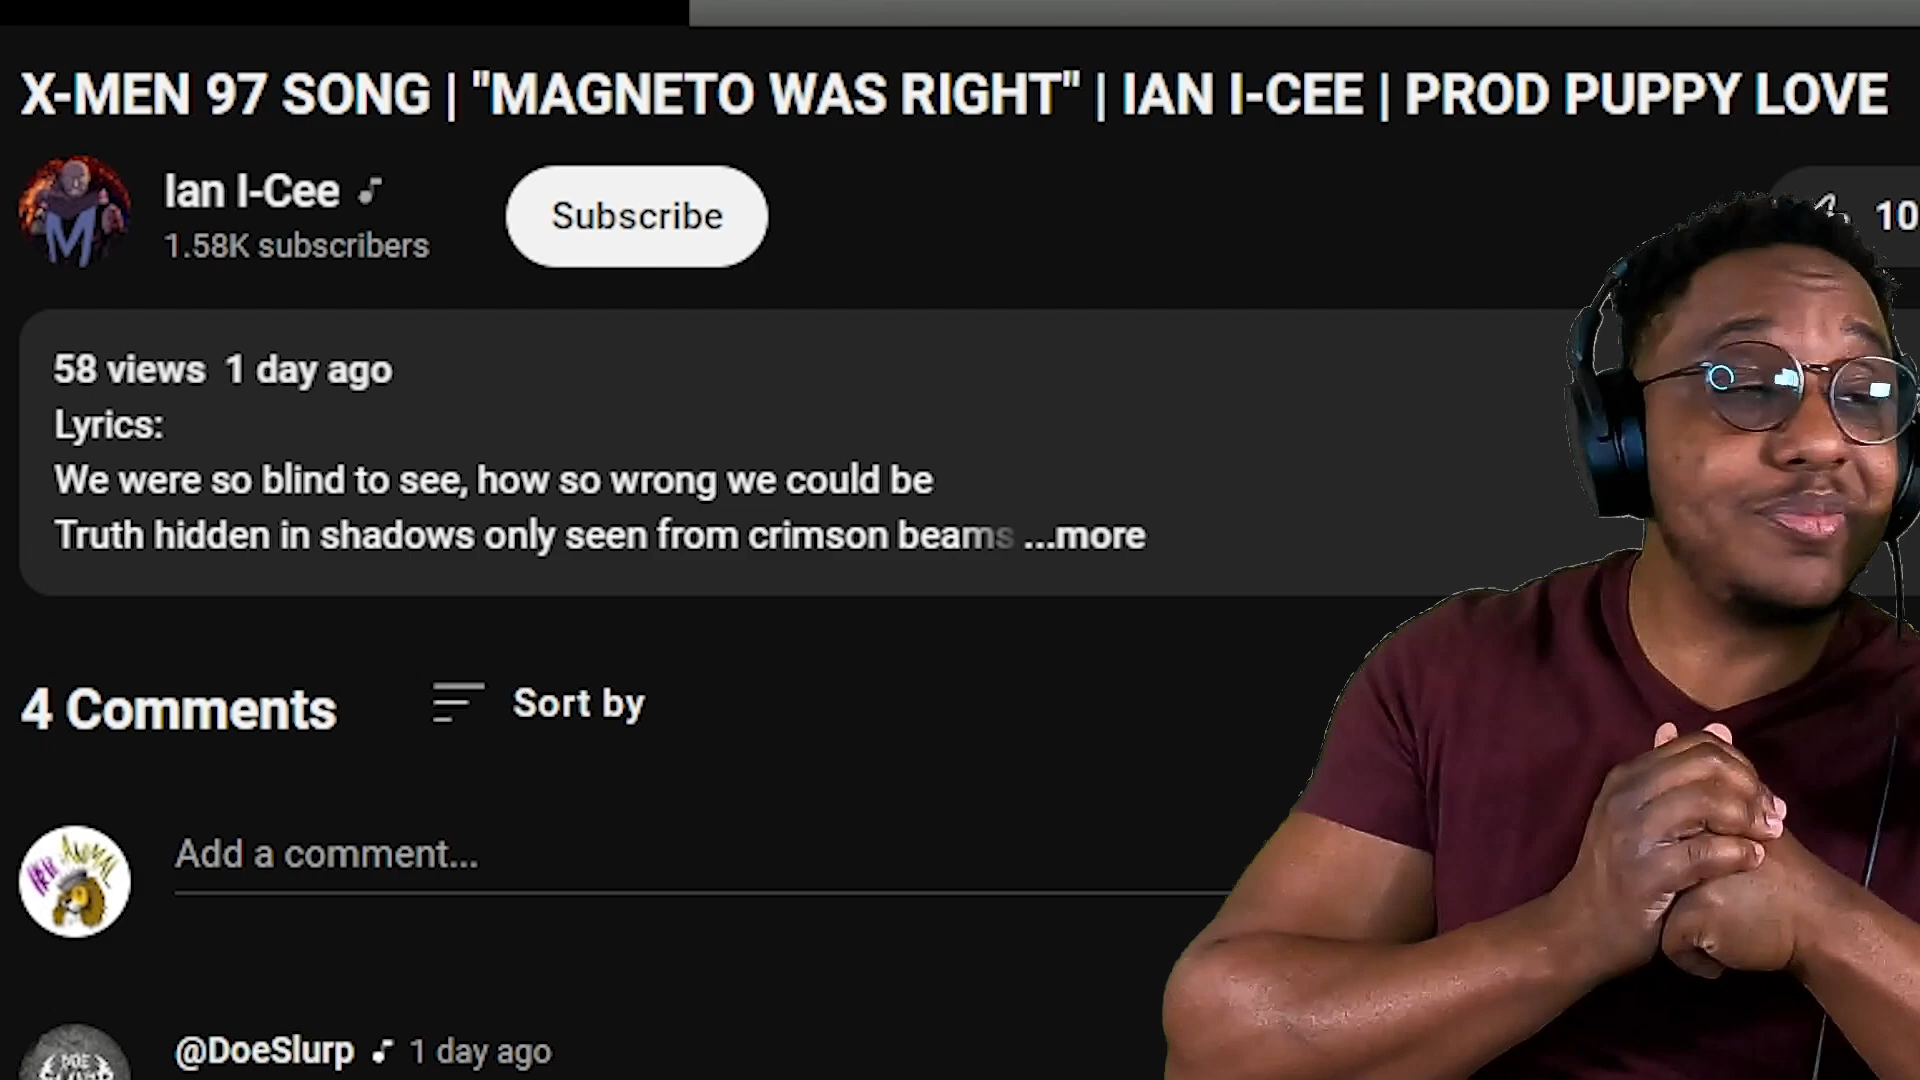 X-MEN 97 SONG | "MAGNETO WAS RIGHT" | IAN I-CEE | PROD PUPPY LOVE
Ian I-Cee
1.58K subscribers
Subscribe
10
58 views 1 day ago
Lyrics:
We were so blind to see, how so wrong we could be
Truth hidden in shadows only seen from crimson beams ...more
4 Comments
Sort by
Add a comment...
@DoeSlurp 1 day ago